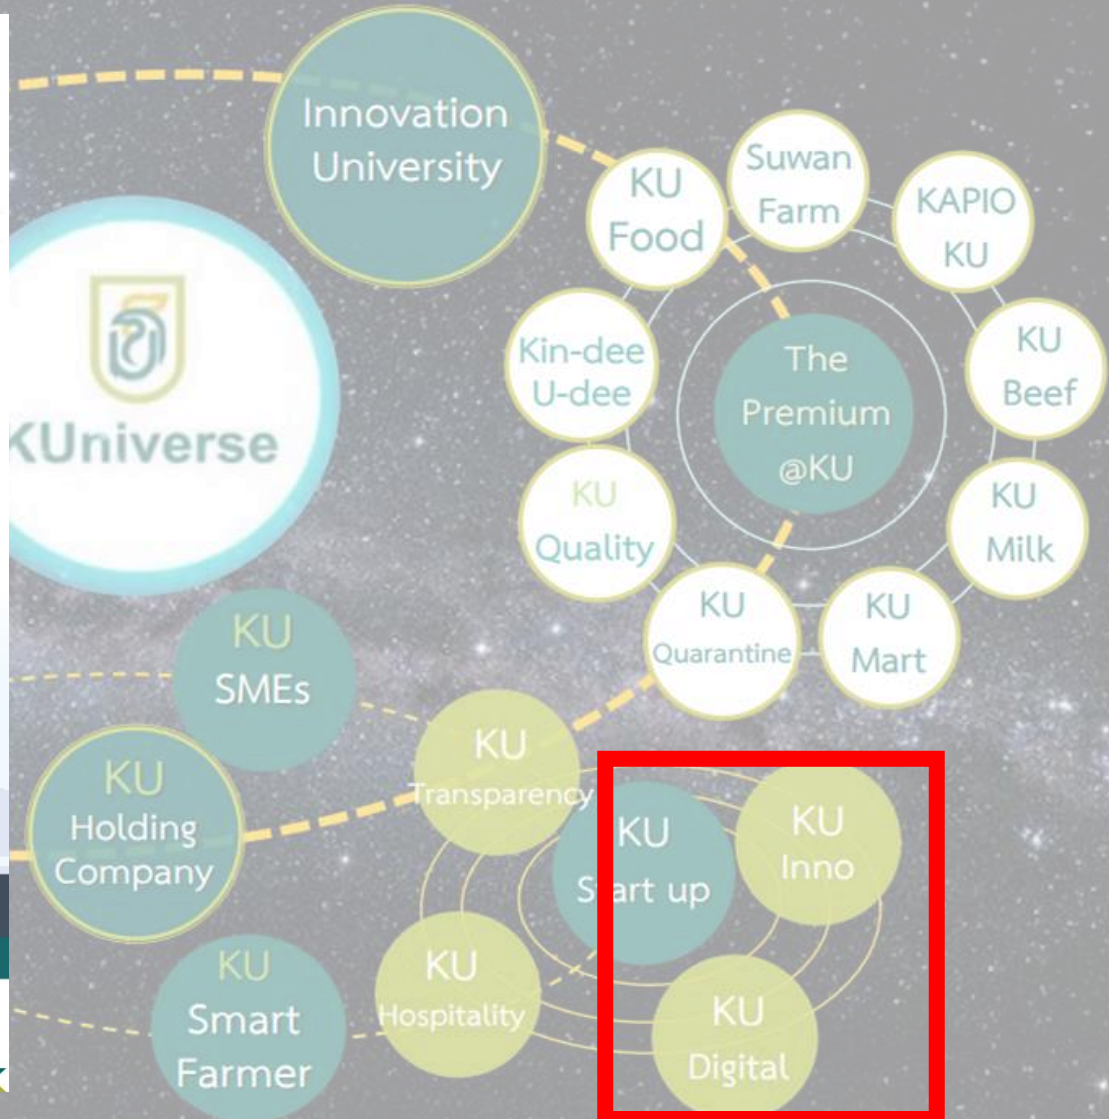 Innovation
University
KU
Food
Suwan
Farm
KAPIO
KU
Kin-dee
U-dee
The
Premium
@KU
KU
Beef
KUniverse
KU
Quality
KU
Milk
KU
Quarantine
KU
Mart
KU
SMEs
KU
Transparency
KU
Holding
Company
KU
Start up
KU
Inno
KU
Smart
Farmer
KU
Hospitality
KU
Digital